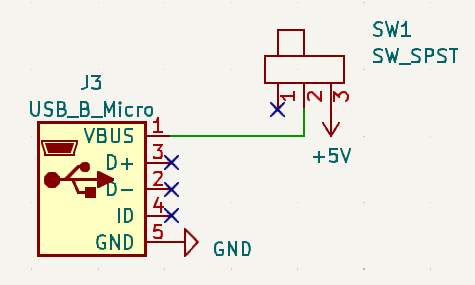 SW1
SW_SPST
1 2 3
+5V
J3
USB_B_Micro
VBUS 1
D+ 3
D- 2
ID 4
GND 5
GND